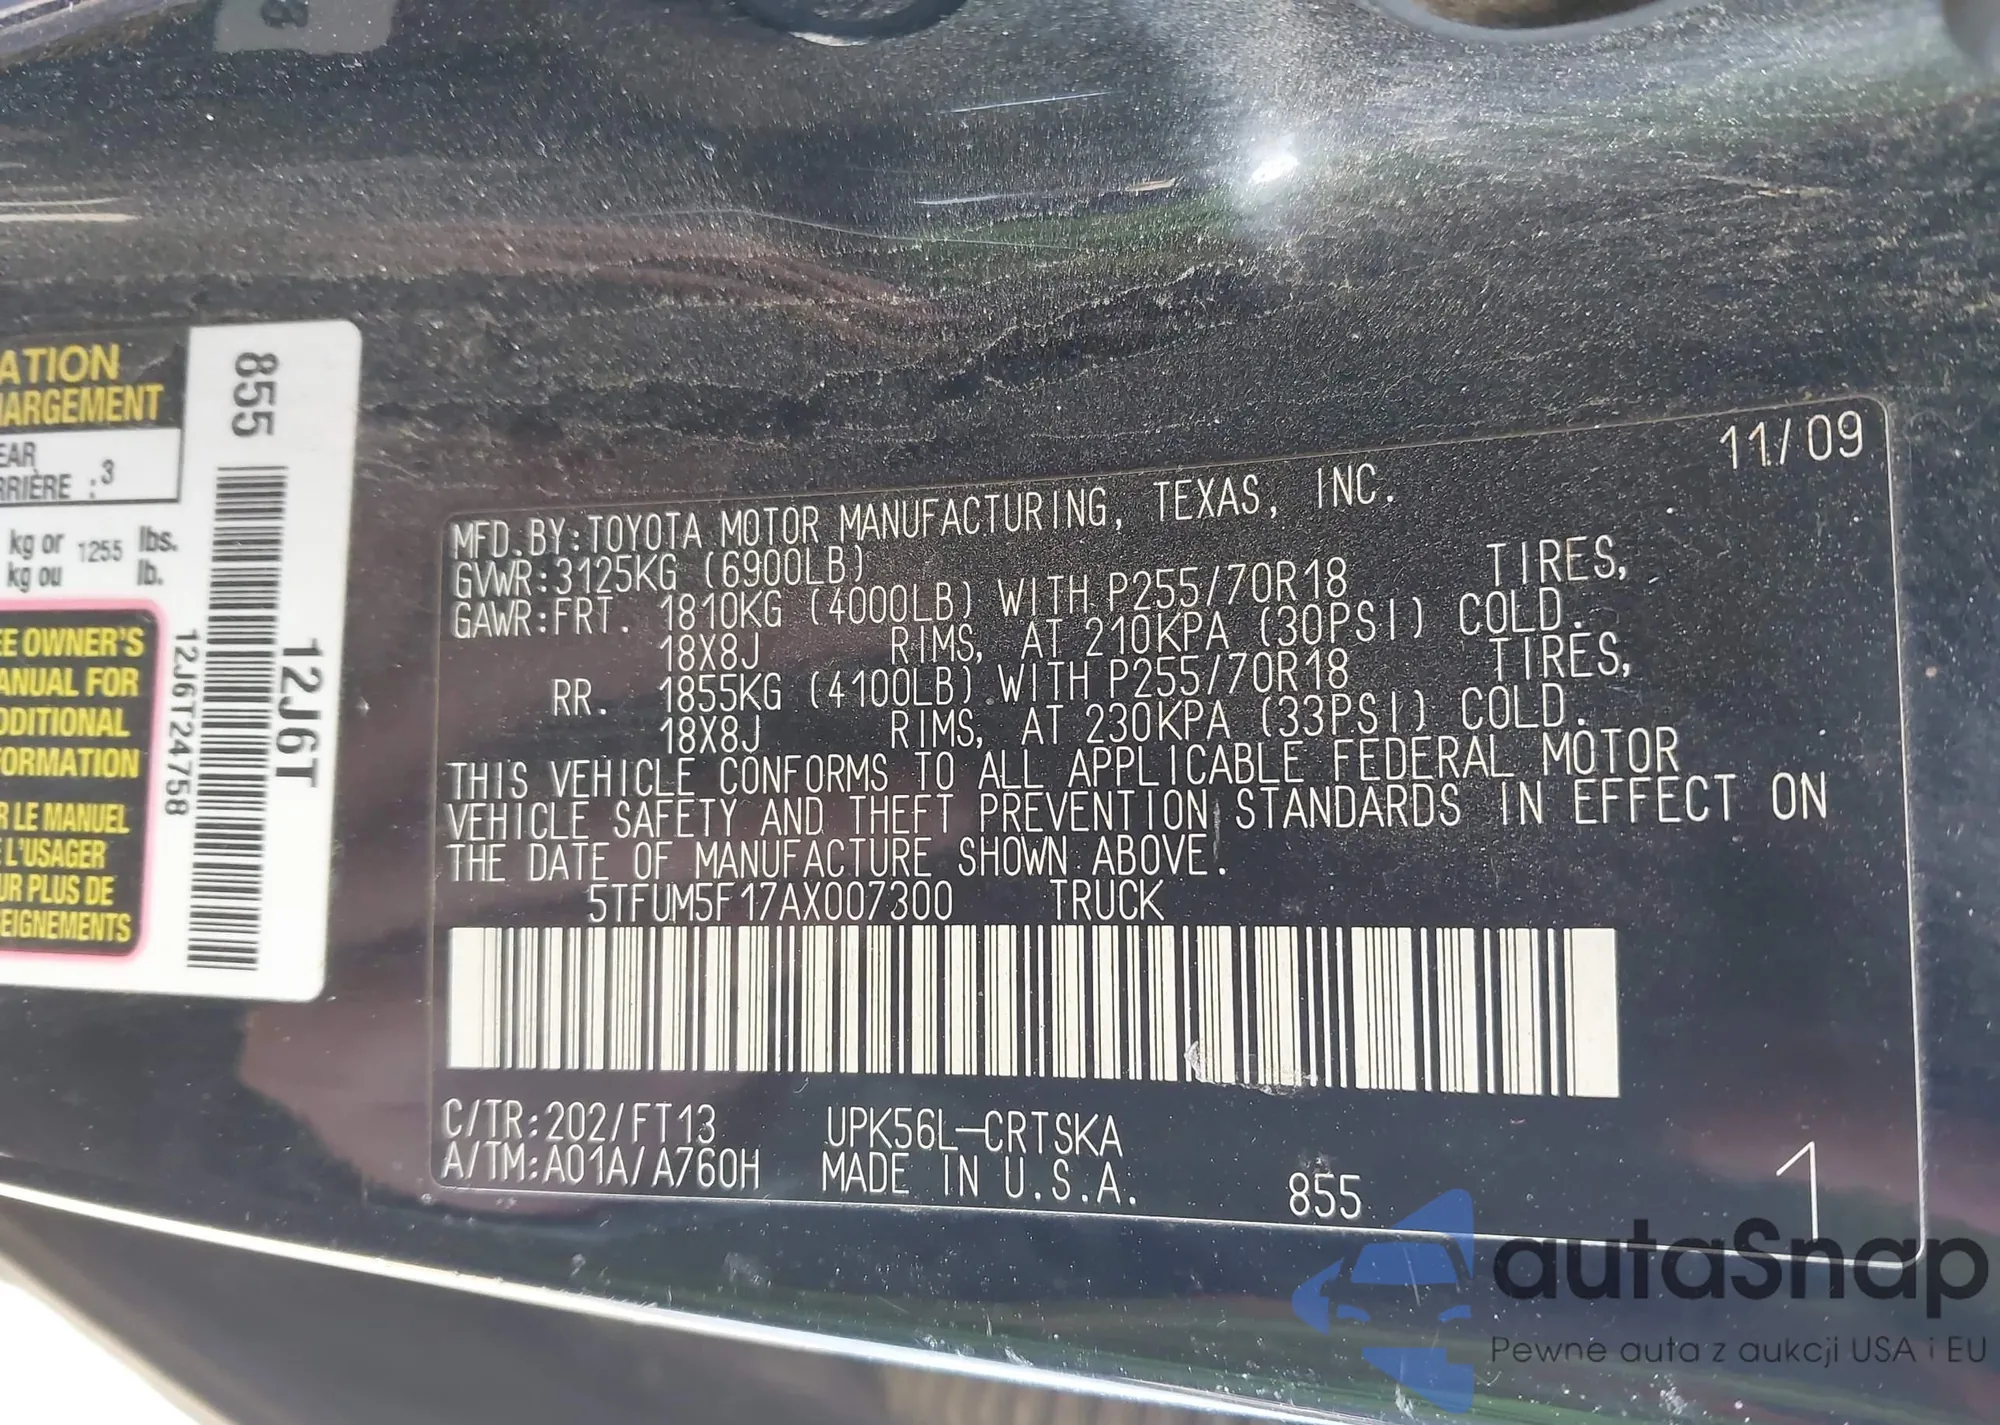 3
ATION
ARGEMENT
EAR
RRIÈRE : 3
kg or 1255 lbs.
kg ou lb.
EE OWNER'S
ANUAL FOR
DDITIONAL
FORMATION
R LE MANUEL
E L'USAGER
UR PLUS DE
EIGNEMENTS
855
12J6T24758
12J6T
11/09
MFD.BY:TOYOTA MOTOR MANUFACTURING, TEXAS, INC.
GVWR:3125KG (6900LB)
GAWR:FRT. 1810KG (4000LB) WITH P255/70R18 TIRES,
18X8J RIMS, AT 210KPA (30PSI) COLD.
RR. 1855KG (4100LB) WITH P255/70R18 TIRES,
18X8J RIMS, AT 230KPA (33PSI) COLD.
THIS VEHICLE CONFORMS TO ALL APPLICABLE FEDERAL MOTOR
VEHICLE SAFETY AND THEFT PREVENTION STANDARDS IN EFFECT ON
THE DATE OF MANUFACTURE SHOWN ABOVE.
5TFUM5F17AX007300 TRUCK
C/TR:202/FT13 UPK56L-CRTSKA
A/TM:A01A/A760H MADE IN U.S.A. 855
1
autaSnap
Pewne auta z aukcji USA i EU